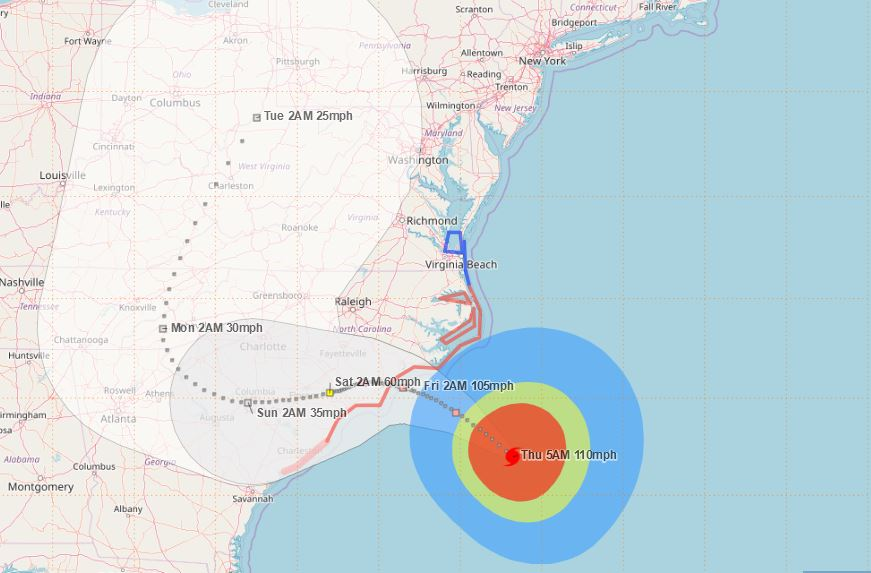 Cleveland
Scranton
Connecticut
Fall River
Bridgeport
Fort Wayne
Akron
Pennsylvania
Allentown
Islip
Pittsburgh
New York
Harrisburg
Reading
Ohio
Trenton
Indiana
Dayton
Columbus
Wilmington
New Jersey
Tue 2AM 25mph
Maryland
Cincinnati
Washington
West Virginia
Louisville
Lexington
Charleston
Kentucky
Virginia
Richmond
Roanoke
Virginia Beach
Nashville
Greensboro
Raleigh
Tennessee
Knoxville
Mon 2AM 30mph
North Carolina
Chattanooga
Charlotte
Huntsville
Fayetteville
Sat 2AM 60mph
Fri 2AM 105mph
Roswell
Athens
Columbia
Sun 2AM 35mph
Augusta
Atlanta
Charleston
Thu 5AM 110mph
Alabama
Columbus
Georgia
Montgomery
Savannah
Albany